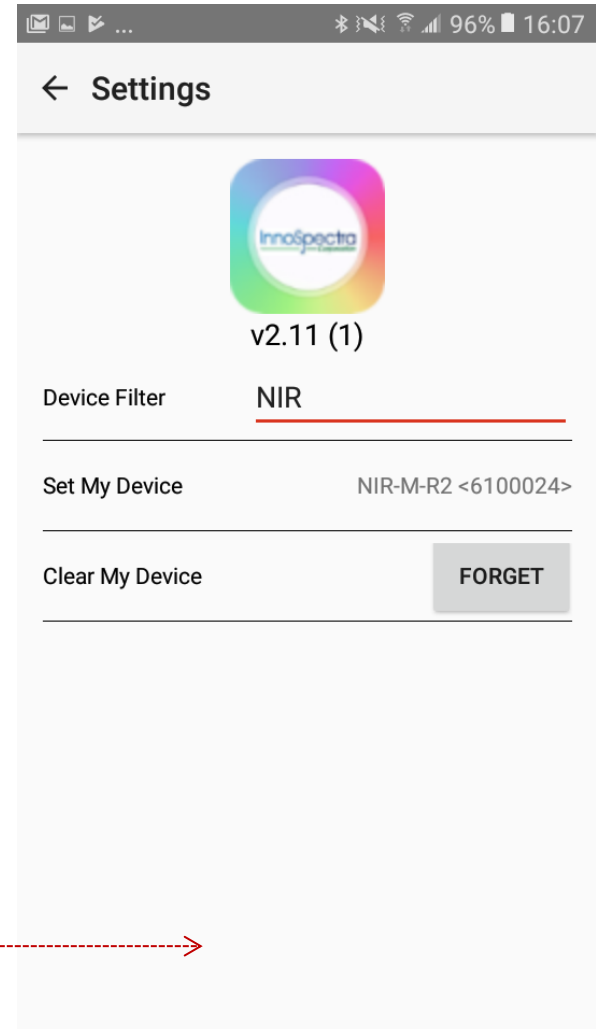 ... 96% 16:07
Settings
InnoSpectra
Corporation
v2.11 (1)
Device Filter NIR
Set My Device NIR-M-R2 <6100024>
Clear My Device FORGET